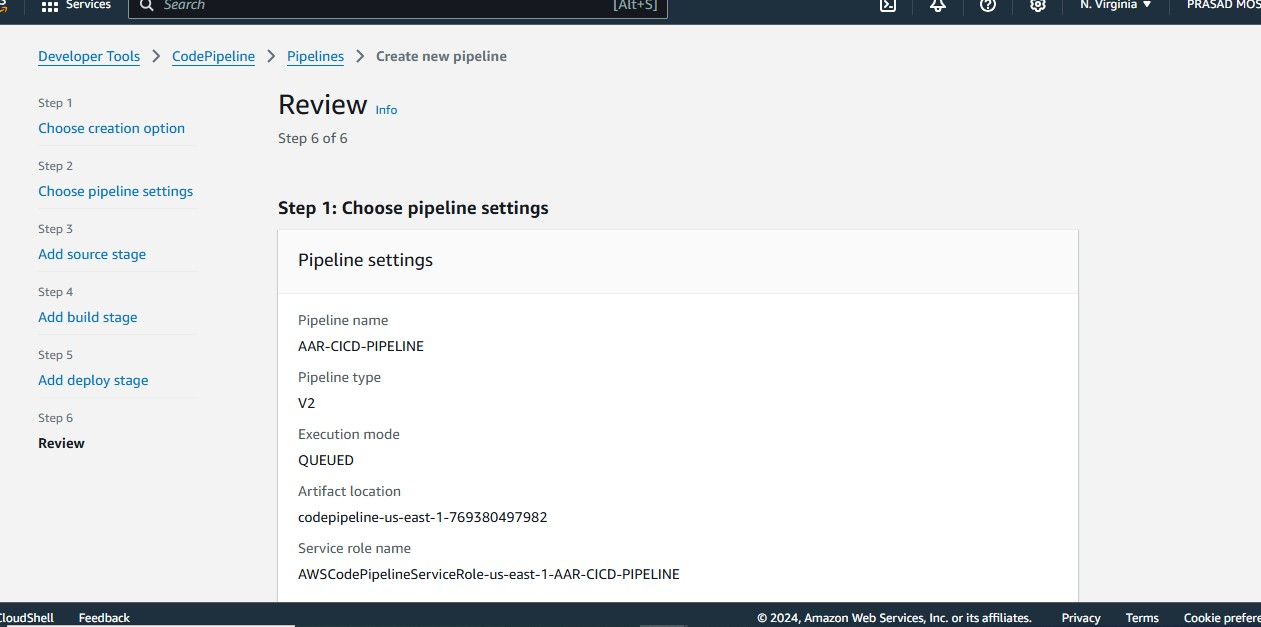 Services
Search
[Alt+S]
N. Virginia
PRASAD MOS
Developer Tools > CodePipeline > Pipelines > Create new pipeline
Step 1
Choose creation option
Step 2
Choose pipeline settings
Step 3
Add source stage
Step 4
Add build stage
Step 5
Add deploy stage
Step 6
Review
Review Info
Step 6 of 6
Step 1: Choose pipeline settings
Pipeline settings
Pipeline name
AAR-CICD-PIPELINE
Pipeline type
V2
Execution mode
QUEUED
Artifact location
codepipeline-us-east-1-769380497982
Service role name
AWSCodePipelineServiceRole-us-east-1-AAR-CICD-PIPELINE
CloudShell Feedback © 2024, Amazon Web Services, Inc. or its affiliates. Privacy Terms Cookie prefere